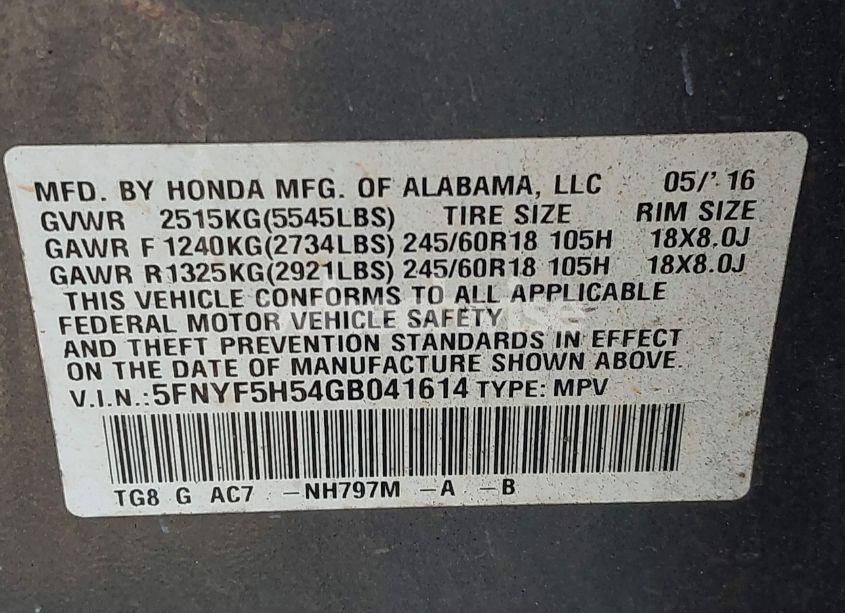 MFD. BY HONDA MFG. OF ALABAMA, LLC 05/' 16
GVWR 2515KG(5545LBS) TIRE SIZE RIM SIZE
GAWR F 1240KG(2734LBS) 245/60R18 105H 18X8.0J
GAWR R 1325KG(2921LBS) 245/60R18 105H 18X8.0J
THIS VEHICLE CONFORMS TO ALL APPLICABLE
FEDERAL MOTOR VEHICLE SAFETY
AND THEFT PREVENTION STANDARDS IN EFFECT
ON THE DATE OF MANUFACTURE SHOWN ABOVE.
V.I.N.:5FNYF5H54GB041614 TYPE: MPV
TG8 G AC7 -NH797M -A -B